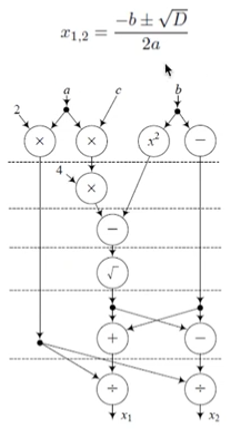 x₁,₂ = (-b ± √D) / 2a
a c b
2 × × x² −
4 ×
−
√
+ −
÷ ÷
x₁ x₂